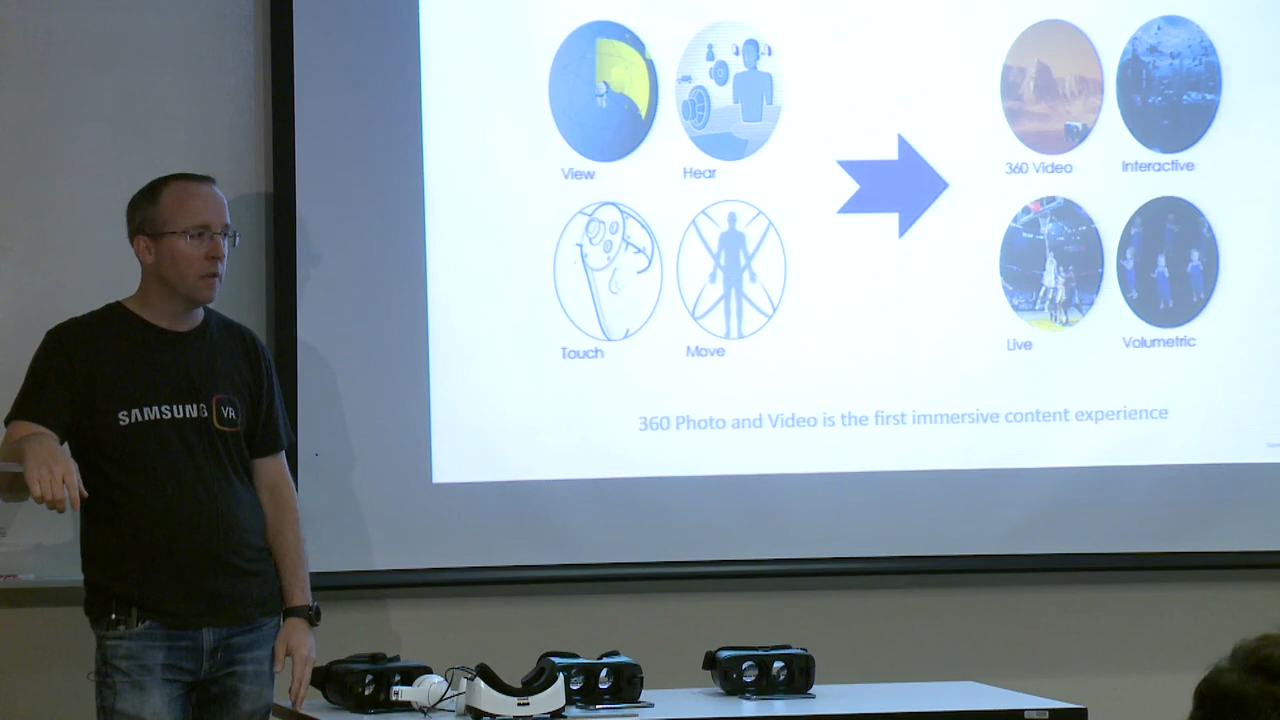 View
Hear
360 Video
Interactive
Touch
Move
Live
Volumetric
360 Photo and Video is the first immersive content experience
SAMSUNG VR